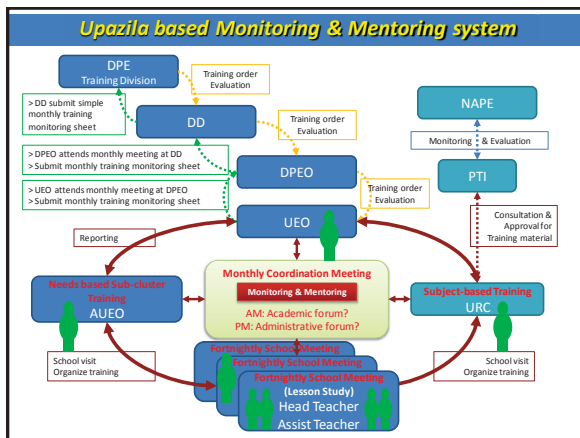 Upazila based Monitoring & Mentoring system
DPE
Training Division
Training order
Evaluation
NAPE
> DD submit simple
monthly training
monitoring sheet
DD
Training order
Evaluation
Monitoring & Evaluation
> DPEO attends monthly meeting at DD
> Submit monthly training monitoring sheet
DPEO
PTI
> UEO attends monthly meeting at DPEO
> Submit monthly training monitoring sheet
Training order
Evaluation
UEO
Consultation &
Approval for
Training material
Reporting
Monthly Coordination Meeting
Monitoring & Mentoring
AM: Academic forum?
PM: Administrative forum?
Needs based Sub-cluster
Training
AUEO
Subject-based Training
URC
School visit
Organize training
School visit
Organize training
Fortnightly School Meeting
Fortnightly School Meeting
Fortnightly School Meeting
(Lesson Study)
Head Teacher
Assist Teacher